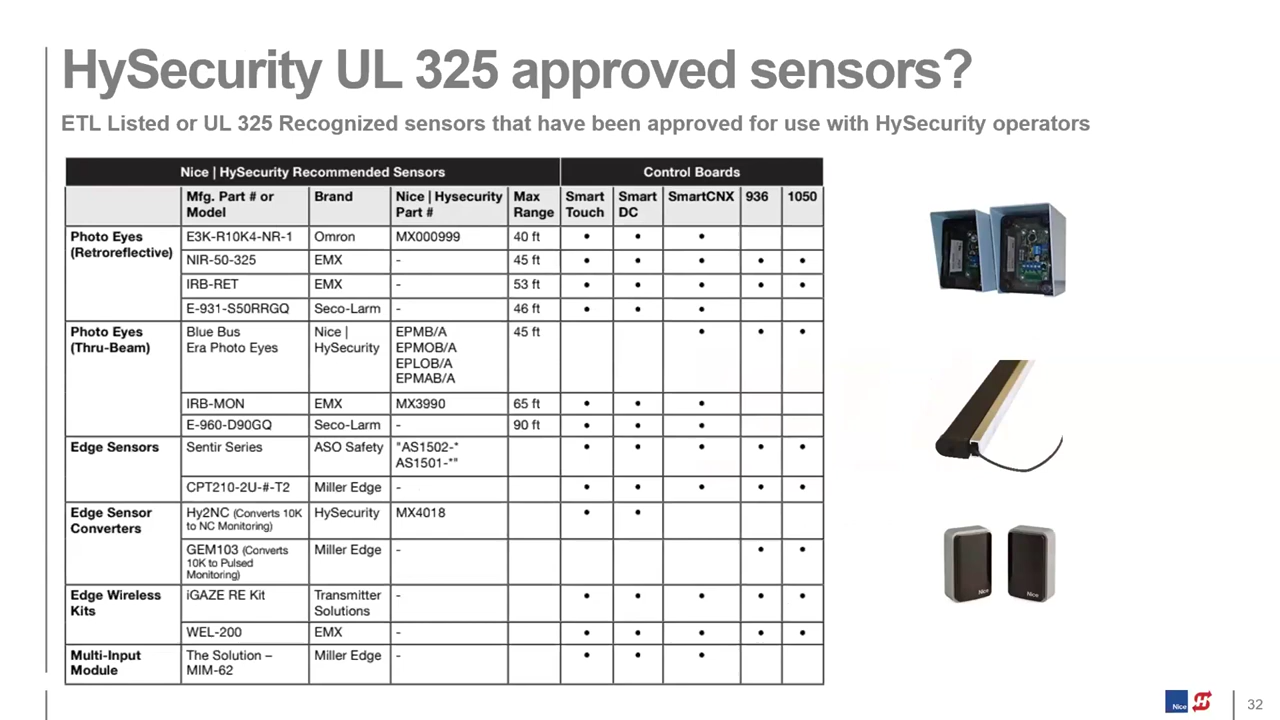 HySecurity UL 325 approved sensors?
ETL Listed or UL 325 Recognized sensors that have been approved for use with HySecurity operators
Nice | HySecurity Recommended Sensors Control Boards
Mfg. Part # or Model Brand Nice | Hysecurity Part # Max Range Smart Touch Smart DC SmartCNX 936 1050
Photo Eyes (Retroreflective) E3K-R10K4-NR-1 Omron MX000999 40 ft • • •
NIR-50-325 EMX - 45 ft • • • • •
IRB-RET EMX - 53 ft • • • • •
E-931-S50RRGQ Seco-Larm - 46 ft • • •
Photo Eyes (Thru-Beam) Blue Bus Era Photo Eyes Nice | HySecurity EPMB/A EPMOB/A EPLOB/A EPMAB/A 45 ft • • •
IRB-MON EMX MX3990 65 ft • • •
E-960-D90GQ Seco-Larm - 90 ft • • •
Edge Sensors Sentir Series ASO Safety "AS1502-* AS1501-*" • • • • •
CPT210-2U-#-T2 Miller Edge - • • • • •
Edge Sensor Converters Hy2NC (Converts 10K to NC Monitoring) HySecurity MX4018 • •
GEM103 (Converts 10K to Pulsed Monitoring) Miller Edge - • •
Edge Wireless Kits iGAZE RE Kit Transmitter Solutions - • • • • •
WEL-200 EMX - • • • • •
Multi-Input Module The Solution – MIM-62 Miller Edge - • • •
Nice
Nice
Nice H
32